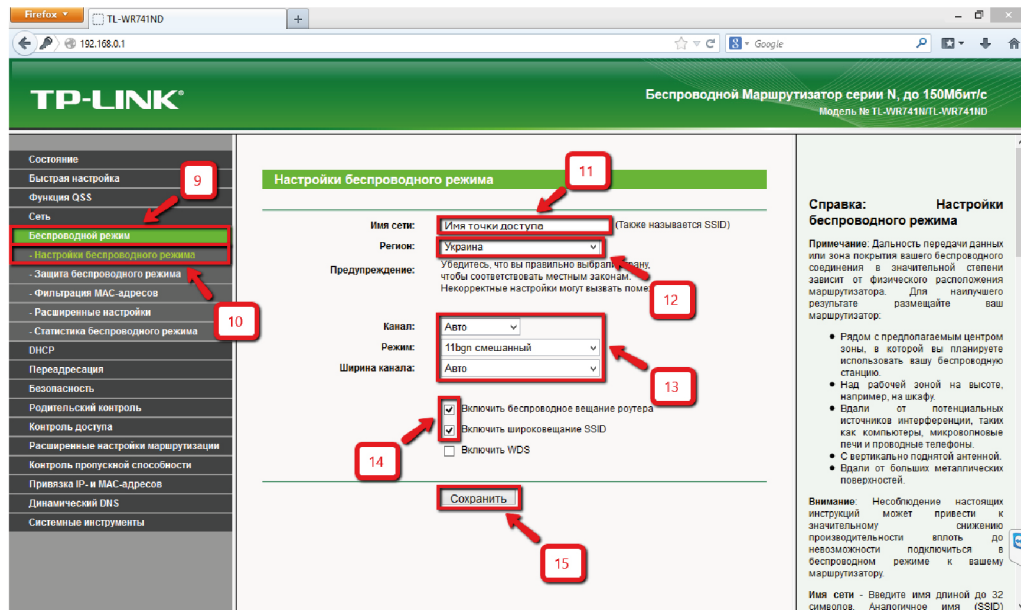 Firefox
TL-WR741ND
192.168.0.1
Google
TP-LINK®
Беспроводной Маршрутизатор серии N, до 150Мбит/с
Модель № TL-WR741N/TL-WR741ND
Состояние
Быстрая настройка
Функция QSS
Сеть
Беспроводной режим
- Настройки беспроводного режима
- Защита беспроводного режима
- Фильтрация MAC-адресов
- Расширенные настройки
- Статистика беспроводного режима
DHCP
Переадресация
Безопасность
Родительский контроль
Контроль доступа
Расширенные настройки маршрутизации
Контроль пропускной способности
Привязка IP- и MAC-адресов
Динамический DNS
Системные инструменты
9
10
Настройки беспроводного режима
11
Имя сети: Имя точки доступа (Также называется SSID)
Регион: Украина
Предупреждение: Убедитесь, что вы правильно выбрали страну,
чтобы соответствовать местным законам.
Некорректные настройки могут вызвать
12
Канал: Авто
Режим: 11bgn смешанный
Ширина канала: Авто
13
Включить беспроводное вещание роутера
Включить широковещание SSID
Включить WDS
14
Сохранить
15
Справка: Настройки
беспроводного режима
Примечание: Дальность передачи данных
или зона покрытия вашего беспроводного
соединения в значительной степени
зависит от физического расположения
маршрутизатора. Для наилучшего
результате размещайте ваш
маршрутизатор:
Рядом с предполагаемым центром
зоны, в которой вы планируете
использовать вашу беспроводную
станцию.
Над рабочей зоной на высоте,
например, на шкафу.
Вдали от потенциальных
источников интерференции, таких
как компьютеры, микроволновые
печи и проводные телефоны.
С вертикально поднятой антенной.
Вдали от больших металлических
поверхностей.
Внимание: Несоблюдение настоящих
инструкций может привести к
значительному снижению
производительности вплоть до
невозможности подключиться в
беспроводном режиме к вашему
маршрутизатору.
Имя сети - Введите имя длиной до 32
символов. Аналогичное имя (SSID)